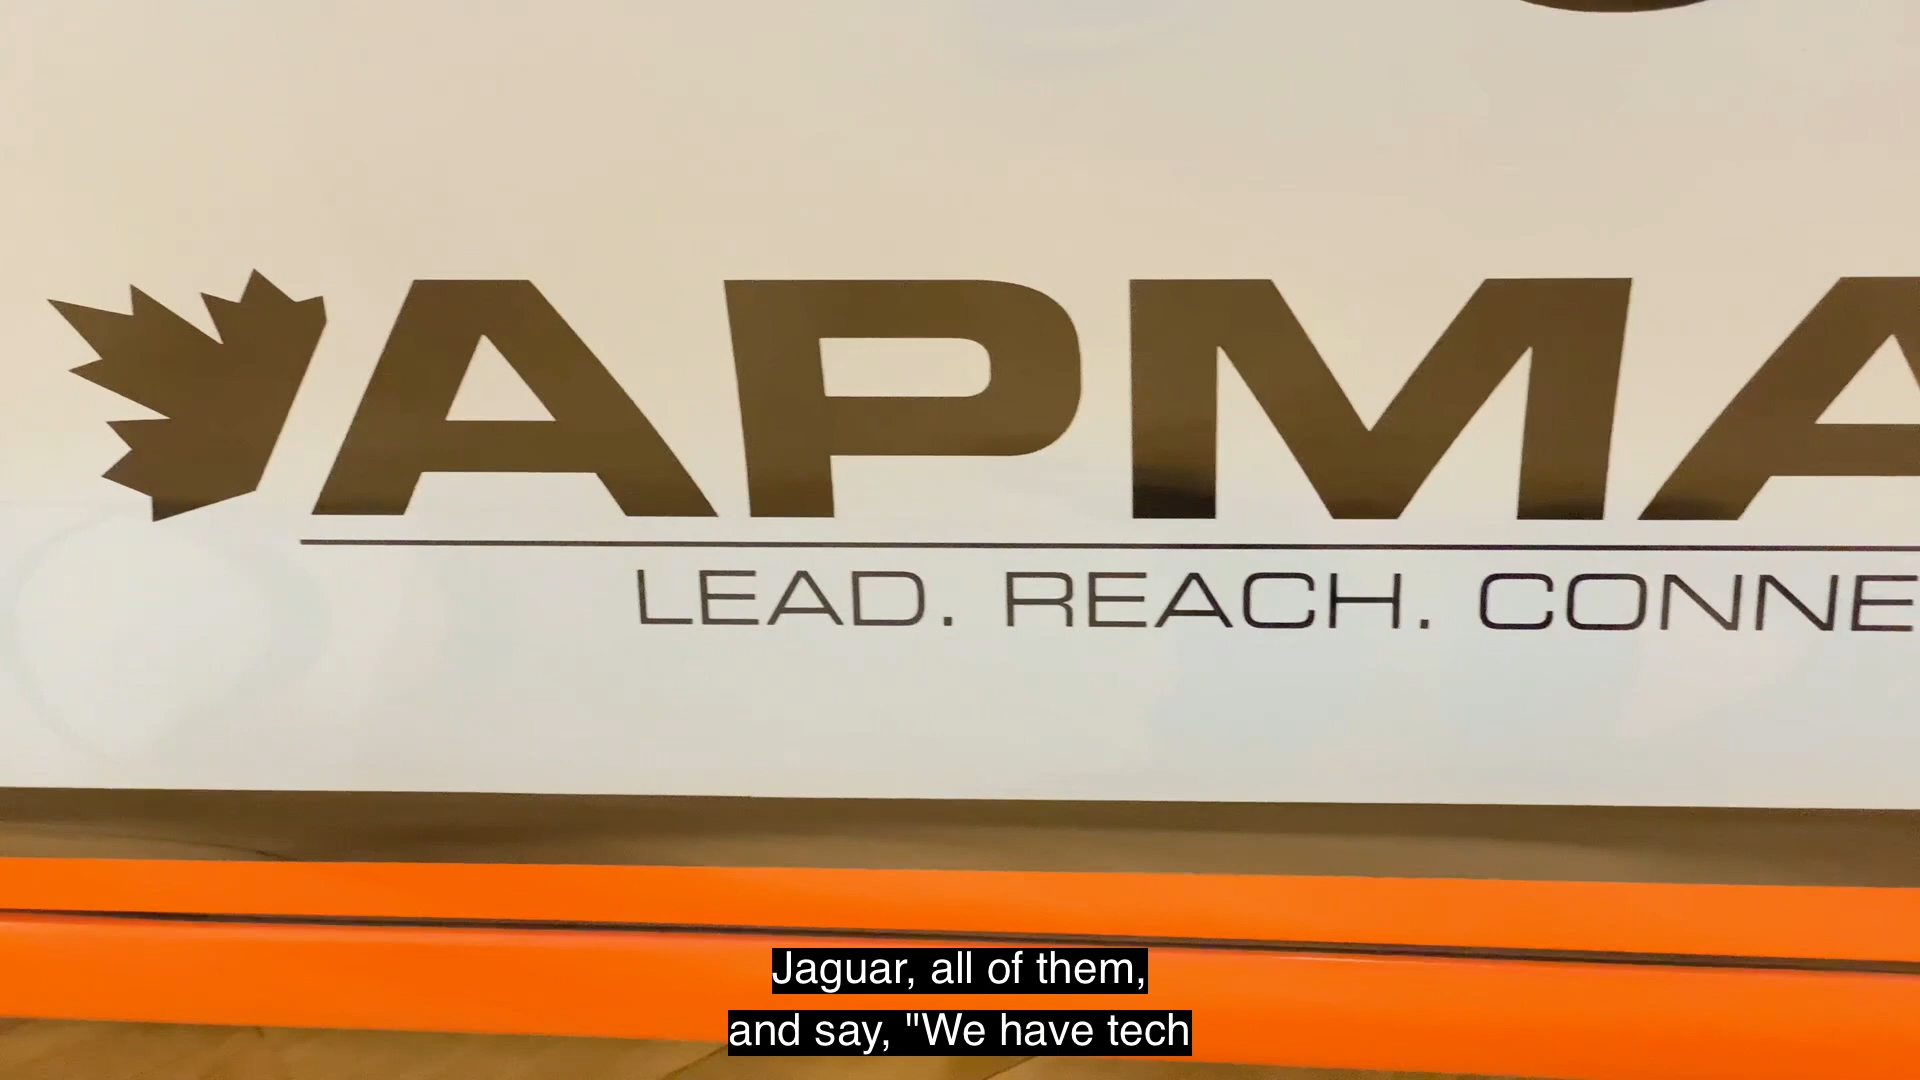 APMA
LEAD. REACH. CONNE
Jaguar, all of them,
and say, "We have tech